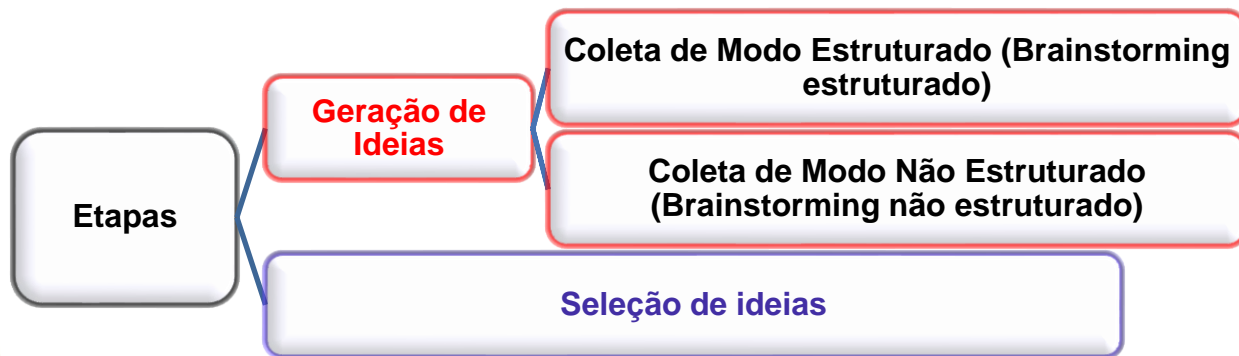 Etapas
Geração de
Ideias
Coleta de Modo Estruturado (Brainstorming
estruturado)
Coleta de Modo Não Estruturado
(Brainstorming não estruturado)
Seleção de ideias